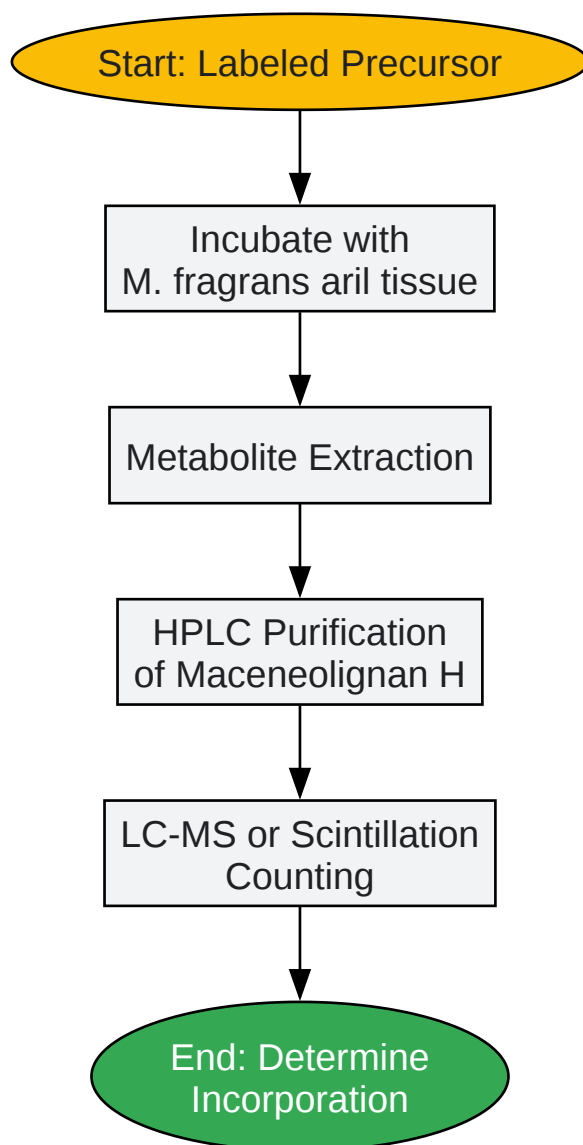 Start: Labeled Precursor
Incubate with
M. fragrans aril tissue
Metabolite Extraction
HPLC Purification
of Maceneolignan H
LC-MS or Scintillation
Counting
End: Determine
Incorporation